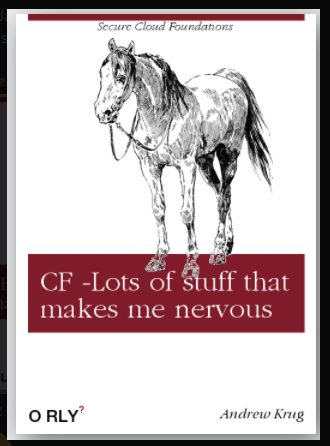 Secure Cloud Foundations
CF -Lots of stuff that
makes me nervous
O RLY?
Andrew Krug